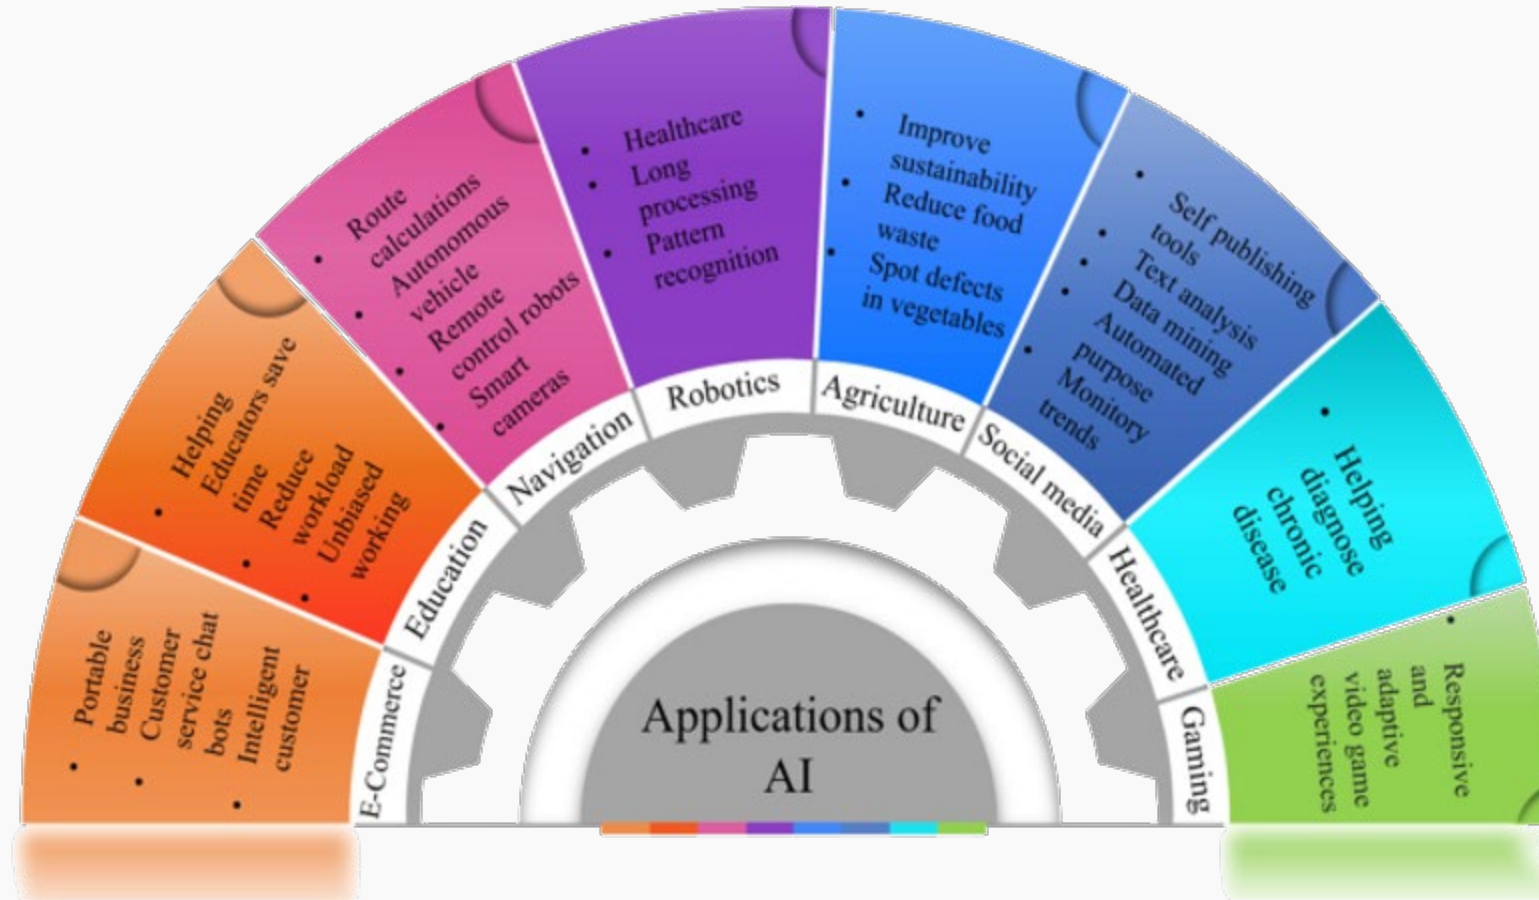 Portable
business
Customer
service chat
bots
Intelligent
customer
E-Commerce
Helping
Educators save
time
Reduce
workload
Unbiased
working
Education
Route
calculations
Autonomous
vehicle
Remote
control robots
Smart
cameras
Navigation
Healthcare
Long
processing
Pattern
recognition
Robotics
Improve
sustainability
Reduce food
waste
Spot defects
in vegetables
Agriculture
Self publishing
tools
Text analysis
Data mining
Automated
purpose
Monitory
trends
Social media
Helping
diagnose
chronic
disease
Healthcare
Responsive
and
adaptive
video game
experiences
Gaming
Applications of
AI